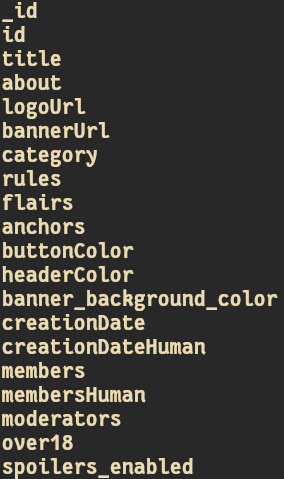 _id
id
title
about
logoUrl
bannerUrl
category
rules
flairs
anchors
buttonColor
headerColor
banner_background_color
creationDate
creationDateHuman
members
membersHuman
moderators
over18
spoilers_enabled